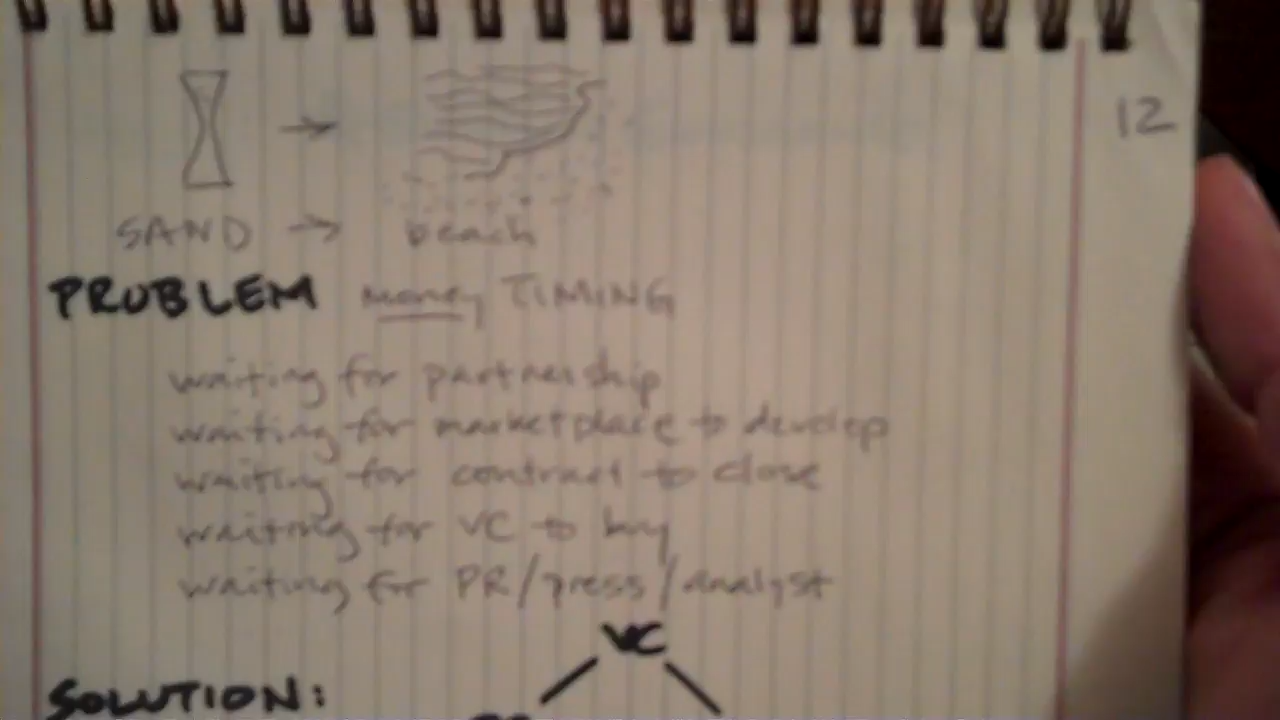 12
SAND → beach
PROBLEM money TIMING
waiting for partnership
waiting for marketplace to develop
waiting for contract to close
waiting for VC to buy
waiting for PR/press/analyst
VC
SOLUTION: